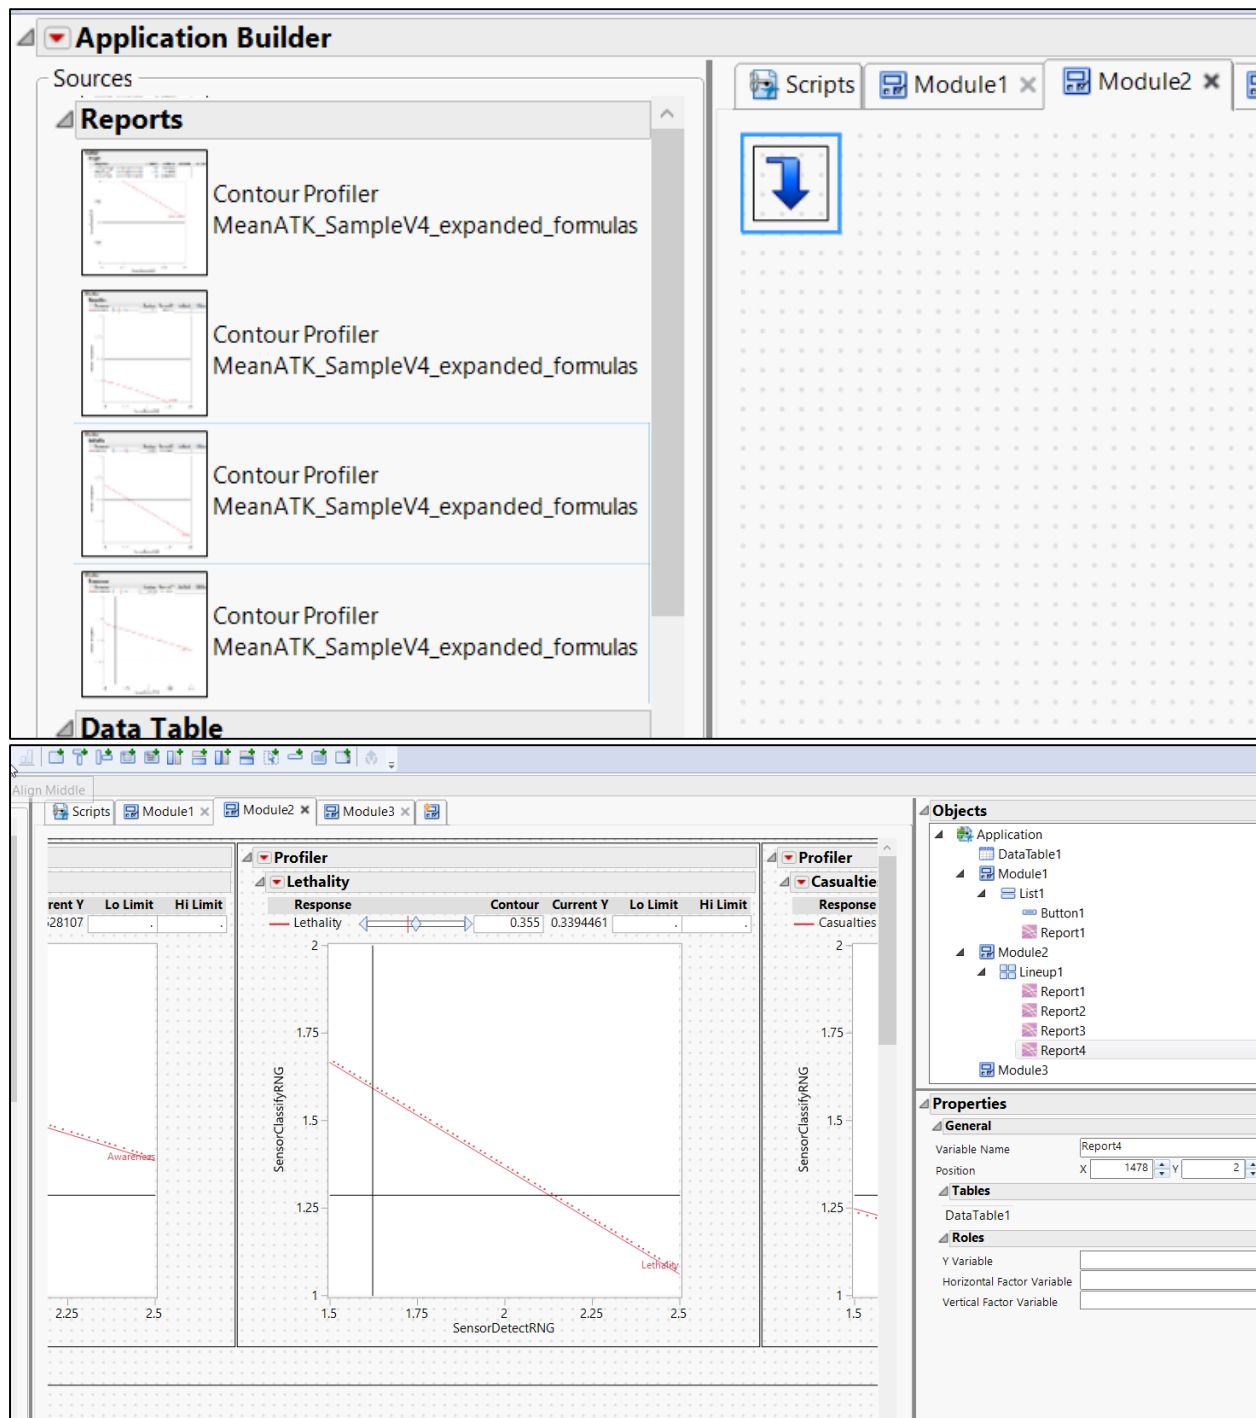 Application Builder
Sources
Reports
Contour Profiler
MeanATK_SampleV4_expanded_formulas
Contour Profiler
MeanATK_SampleV4_expanded_formulas
Contour Profiler
MeanATK_SampleV4_expanded_formulas
Contour Profiler
MeanATK_SampleV4_expanded_formulas
Data Table
Scripts Module1 Module2
Align Middle
Scripts Module1 Module2 Module3
rent Y Lo Limit Hi Limit
528107 . .
Awareness
2.25 2.5
Profiler
Lethality
Response Contour Current Y Lo Limit Hi Limit
Lethality 0.355 0.3394461 . .
2
1.75
1.5
1.25
1
SensorClassifyRNG
Lethality
1.5 1.75 2 2.25 2.5
SensorDetectRNG
Profiler
Casualties
Response
Casualties
2
1.75
1.5
1.25
1
SensorClassifyRNG
1.5
Objects
Application
DataTable1
Module1
List1
Button1
Report1
Module2
Lineup1
Report1
Report2
Report3
Report4
Module3
Properties
General
Variable Name Report4
Position X 1478 Y 2
Tables
DataTable1
Roles
Y Variable
Horizontal Factor Variable
Vertical Factor Variable